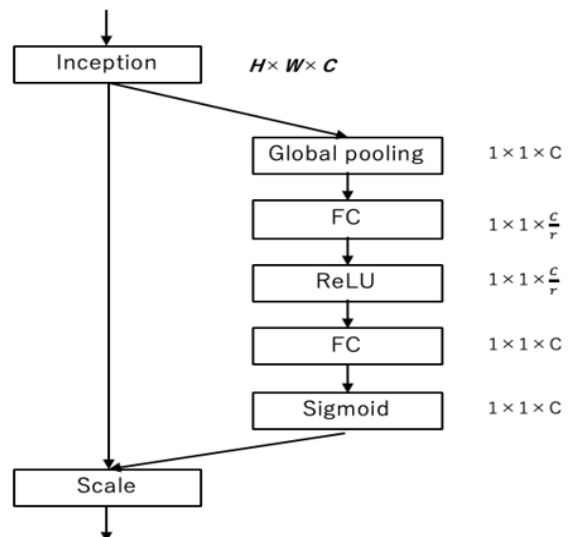 Inception H× W× C
Global pooling 1×1×C
FC 1×1×c/r
ReLU 1×1×c/r
FC 1×1×C
Sigmoid 1×1×C
Scale